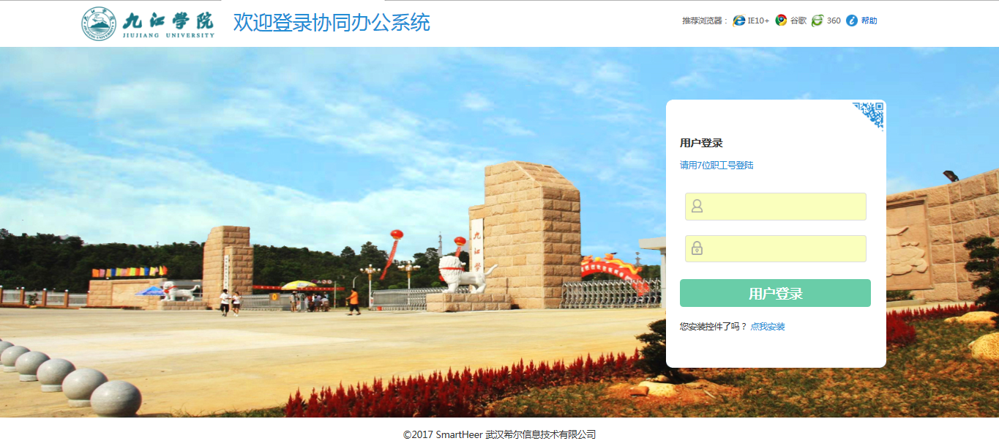 九江学院
JIUJIANG UNIVERSITY
欢迎登录协同办公系统
推荐浏览器： IE10+ 谷歌 360 帮助
用户登录
请用7位职工号登陆
九江学
用户登录
您安装控件了吗？ 点我安装
©2017 SmartHeer 武汉希尔信息技术有限公司